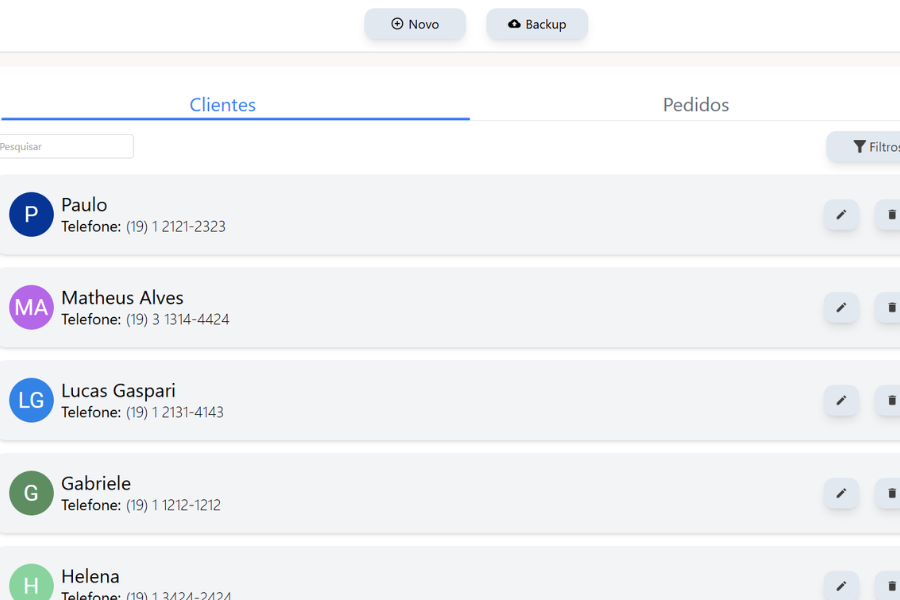 Novo Backup
Clientes Pedidos
Pesquisar Filtros
P Paulo
Telefone: (19) 1 2121-2323
MA Matheus Alves
Telefone: (19) 3 1314-4424
LG Lucas Gaspari
Telefone: (19) 1 2131-4143
G Gabriele
Telefone: (19) 1 1212-1212
H Helena
Telefone: (19) 1 3424-2424